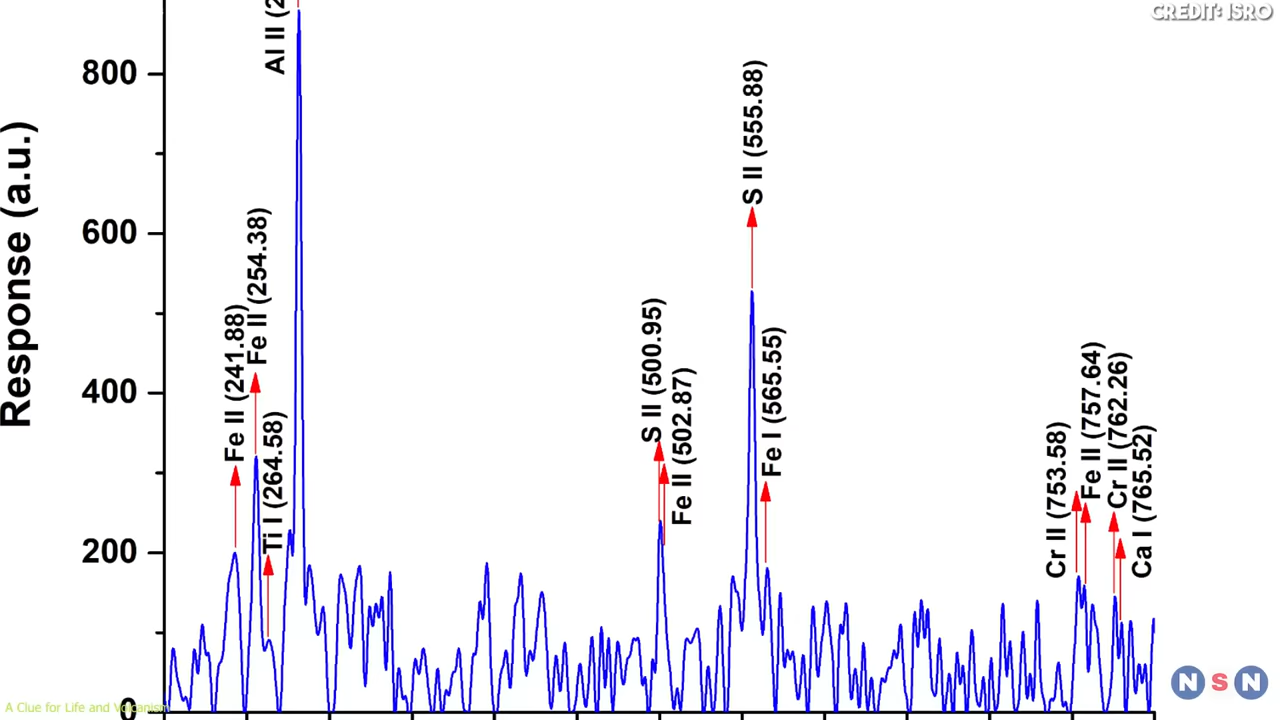 CREDIT: ISRO
Response (a.u.)
800
600
400
200
0
Al II (2
Fe II (241.88)
Fe II (254.38)
Ti I (264.58)
S II (500.95)
Fe II (502.87)
S II (555.88)
Fe I (565.55)
Cr II (753.58)
Fe II (757.64)
Cr II (762.26)
Ca I (765.52)
A Clue for Life and Volcanism
N S N